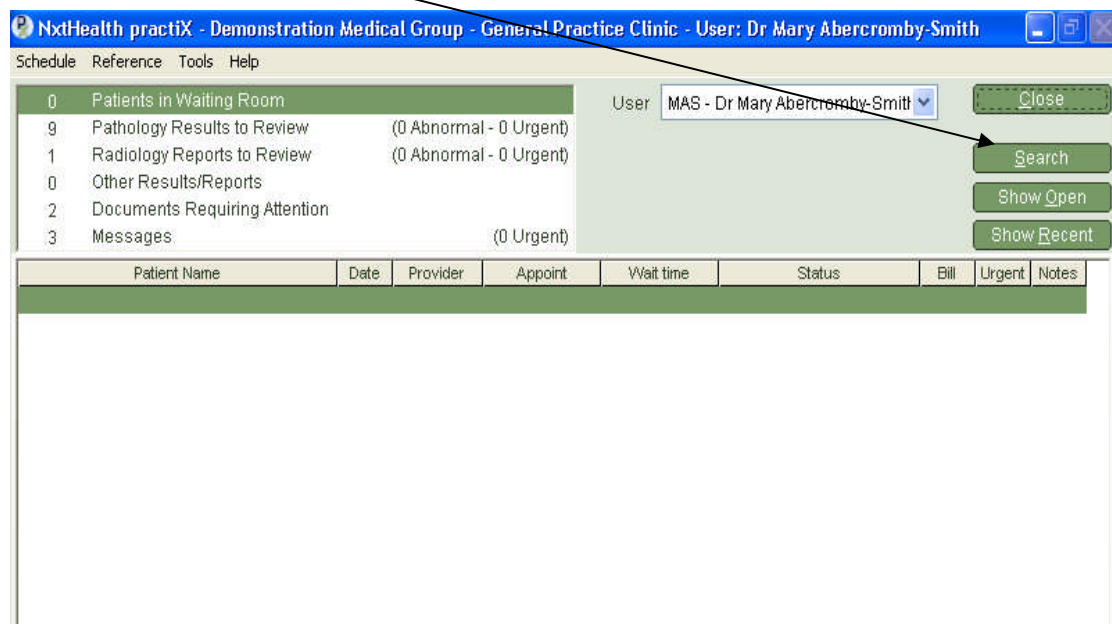 NxtHealth practiX - Demonstration Medical Group - General Practice Clinic - User: Dr Mary Abercromby-Smith
Schedule Reference Tools Help
0 Patients in Waiting Room
9 Pathology Results to Review (0 Abnormal - 0 Urgent)
1 Radiology Reports to Review (0 Abnormal - 0 Urgent)
0 Other Results/Reports
2 Documents Requiring Attention
3 Messages (0 Urgent)
User MAS - Dr Mary Abercromby-Smith
Close
Search
Show Open
Show Recent
Patient Name Date Provider Appoint Wait time Status Bill Urgent Notes